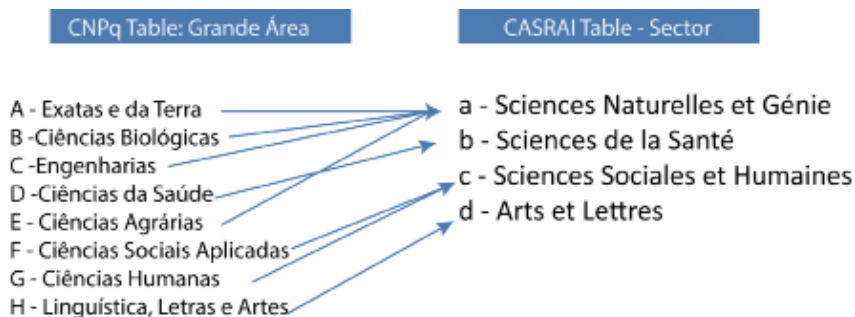 CNPq Table: Grande Área
CASRAI Table - Sector
A - Exatas e da Terra
B -Ciências Biológicas
C -Engenharias
D -Ciências da Saúde
E - Ciências Agrárias
F - Ciências Sociais Aplicadas
G - Ciências Humanas
H - Linguística, Letras e Artes
a - Sciences Naturelles et Génie
b - Sciences de la Santé
c - Sciences Sociales et Humaines
d - Arts et Lettres